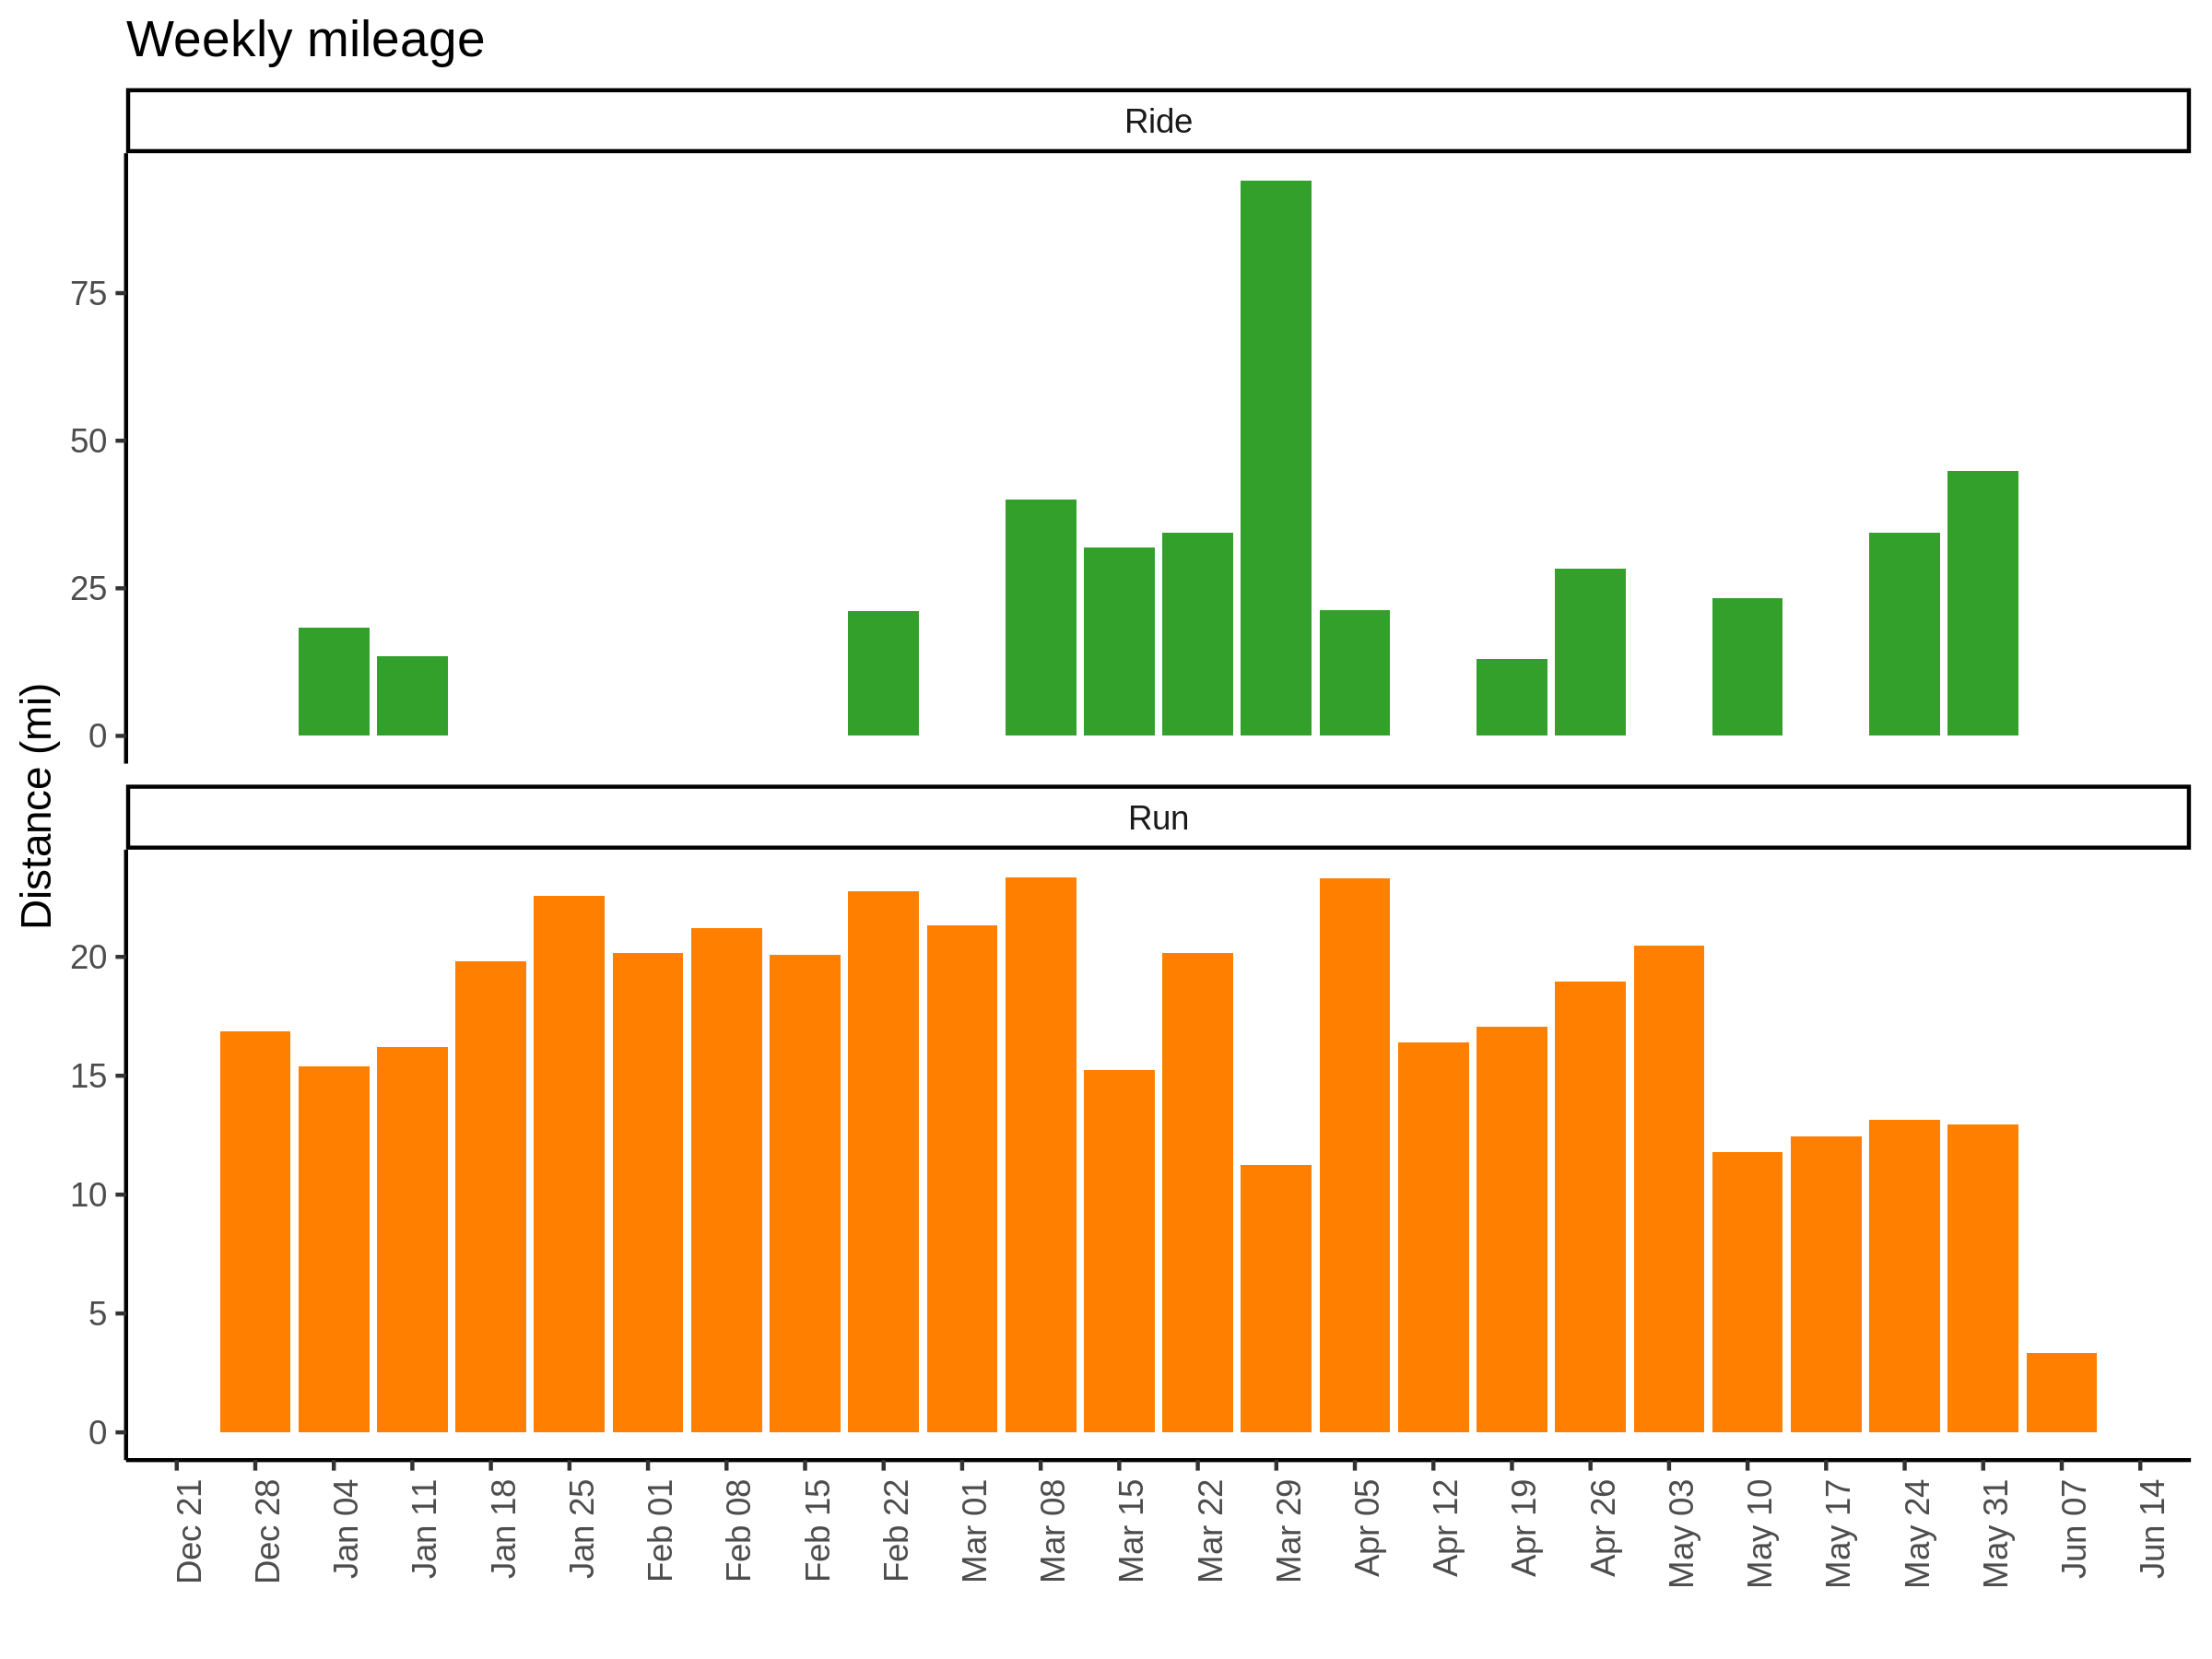 Weekly mileage
Ride
75
50
25
0
Distance (mi)
Run
20
15
10
5
0
Dec 21
Dec 28
Jan 04
Jan 11
Jan 18
Jan 25
Feb 01
Feb 08
Feb 15
Feb 22
Mar 01
Mar 08
Mar 15
Mar 22
Mar 29
Apr 05
Apr 12
Apr 19
Apr 26
May 03
May 10
May 17
May 24
May 31
Jun 07
Jun 14